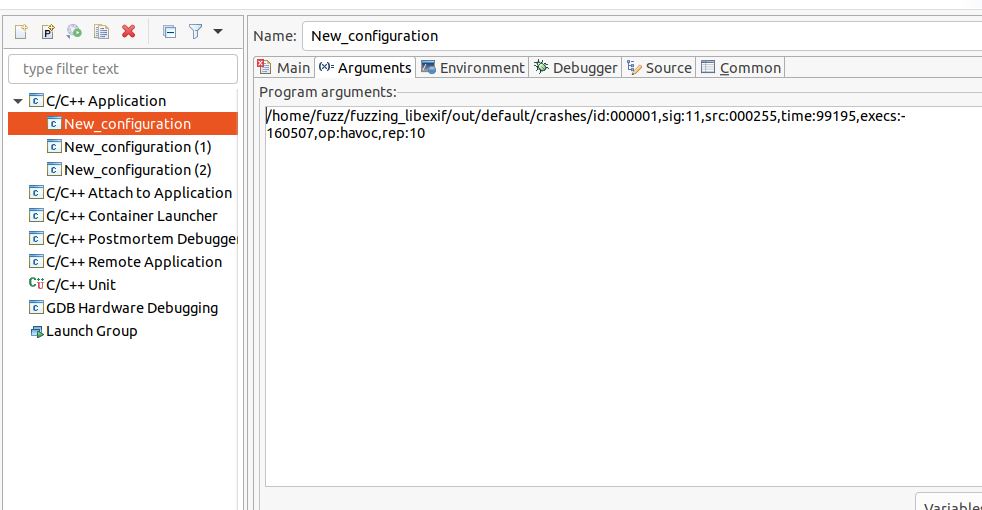 Name: New_configuration
type filter text
Main (x)= Arguments Environment Debugger Source Common
Program arguments:
/home/fuzz/fuzzing_libexif/out/default/crashes/id:000001,sig:11,src:000255,time:99195,execs:-
160507,op:havoc,rep:10
C/C++ Application
New_configuration
New_configuration (1)
New_configuration (2)
C/C++ Attach to Application
C/C++ Container Launcher
C/C++ Postmortem Debugger
C/C++ Remote Application
C/C++ Unit
GDB Hardware Debugging
Launch Group
Variables